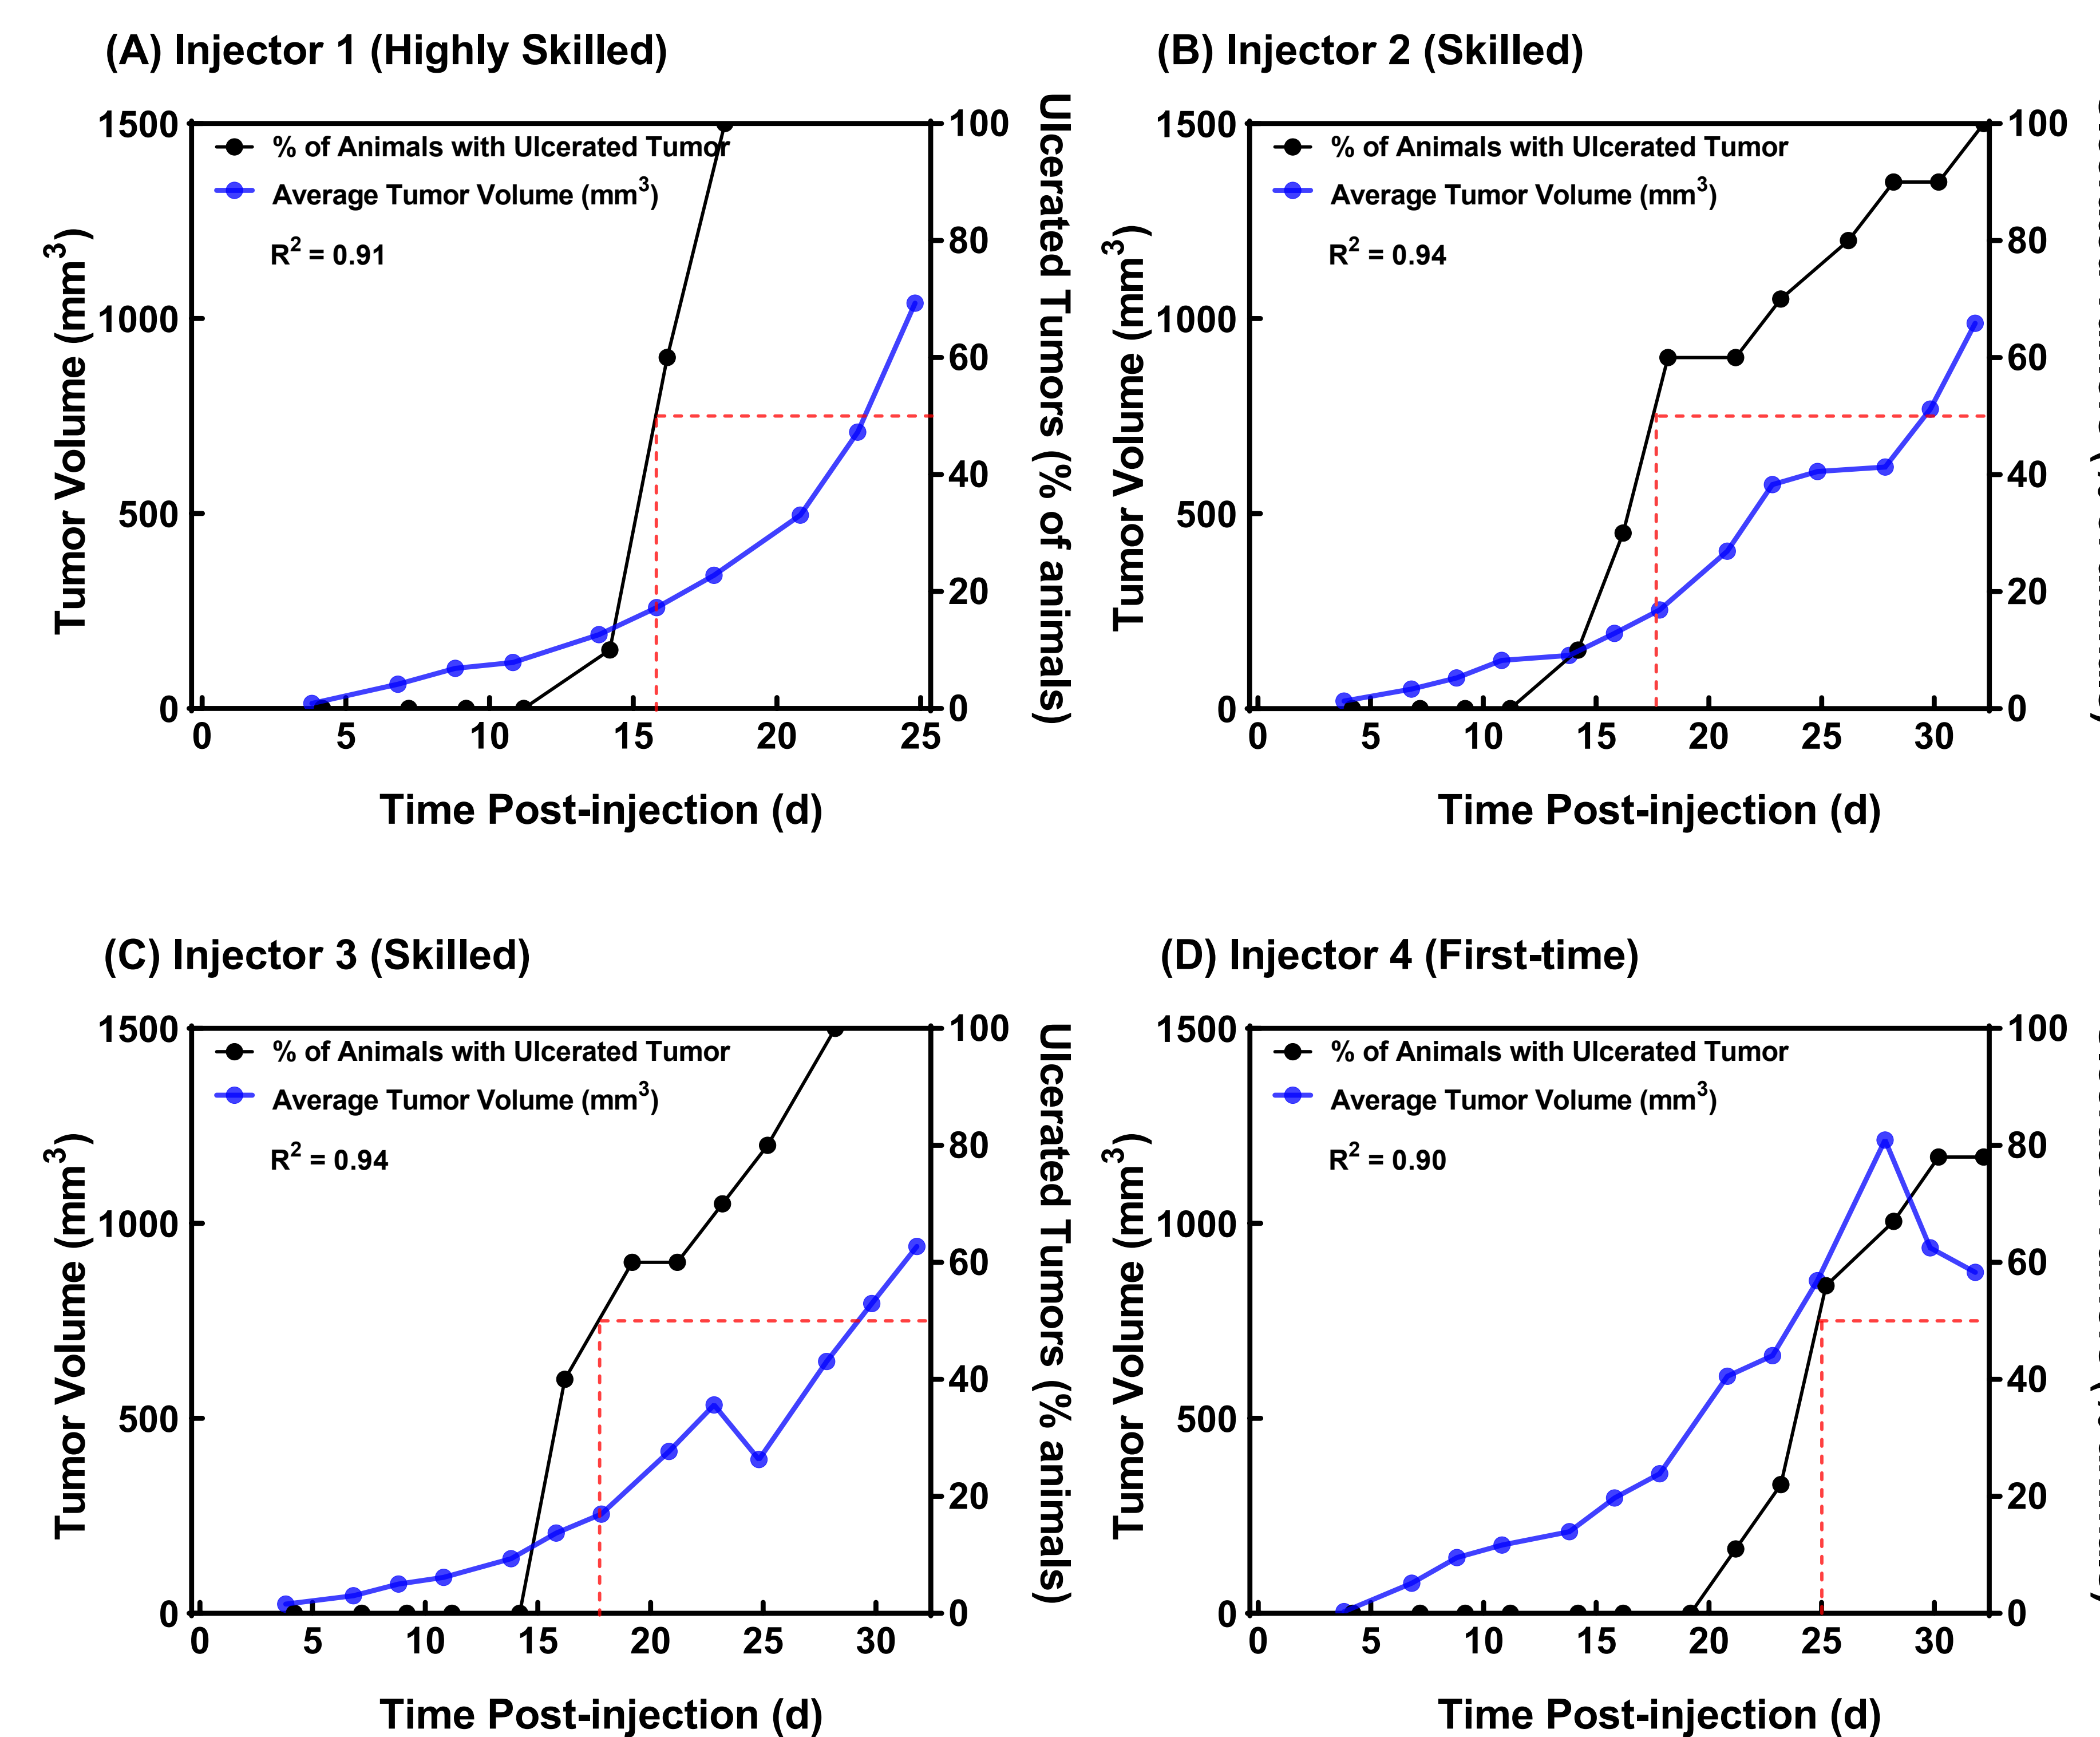 (A) Injector 1 (Highly Skilled)
1500
1000
500
0
Tumor Volume (mm3)
% of Animals with Ulcerated Tumor
Average Tumor Volume (mm3)
R2 = 0.91
100
80
60
40
20
0
Ulcerated Tumors (% of animals)
0 5 10 15 20 25
Time Post-injection (d)
(B) Injector 2 (Skilled)
1500
1000
500
0
Tumor Volume (mm3)
% of Animals with Ulcerated Tumor
Average Tumor Volume (mm3)
R2 = 0.94
100
80
60
40
20
0
0 5 10 15 20 25 30
Time Post-injection (d)
(C) Injector 3 (Skilled)
1500
1000
500
0
Tumor Volume (mm3)
% of Animals with Ulcerated Tumor
Average Tumor Volume (mm3)
R2 = 0.94
100
80
60
40
20
0
Ulcerated Tumors (% animals)
0 5 10 15 20 25 30
Time Post-injection (d)
(D) Injector 4 (First-time)
1500
1000
500
0
Tumor Volume (mm3)
% of Animals with Ulcerated Tumor
Average Tumor Volume (mm3)
R2 = 0.90
100
80
60
40
20
0
0 5 10 15 20 25 30
Time Post-injection (d)